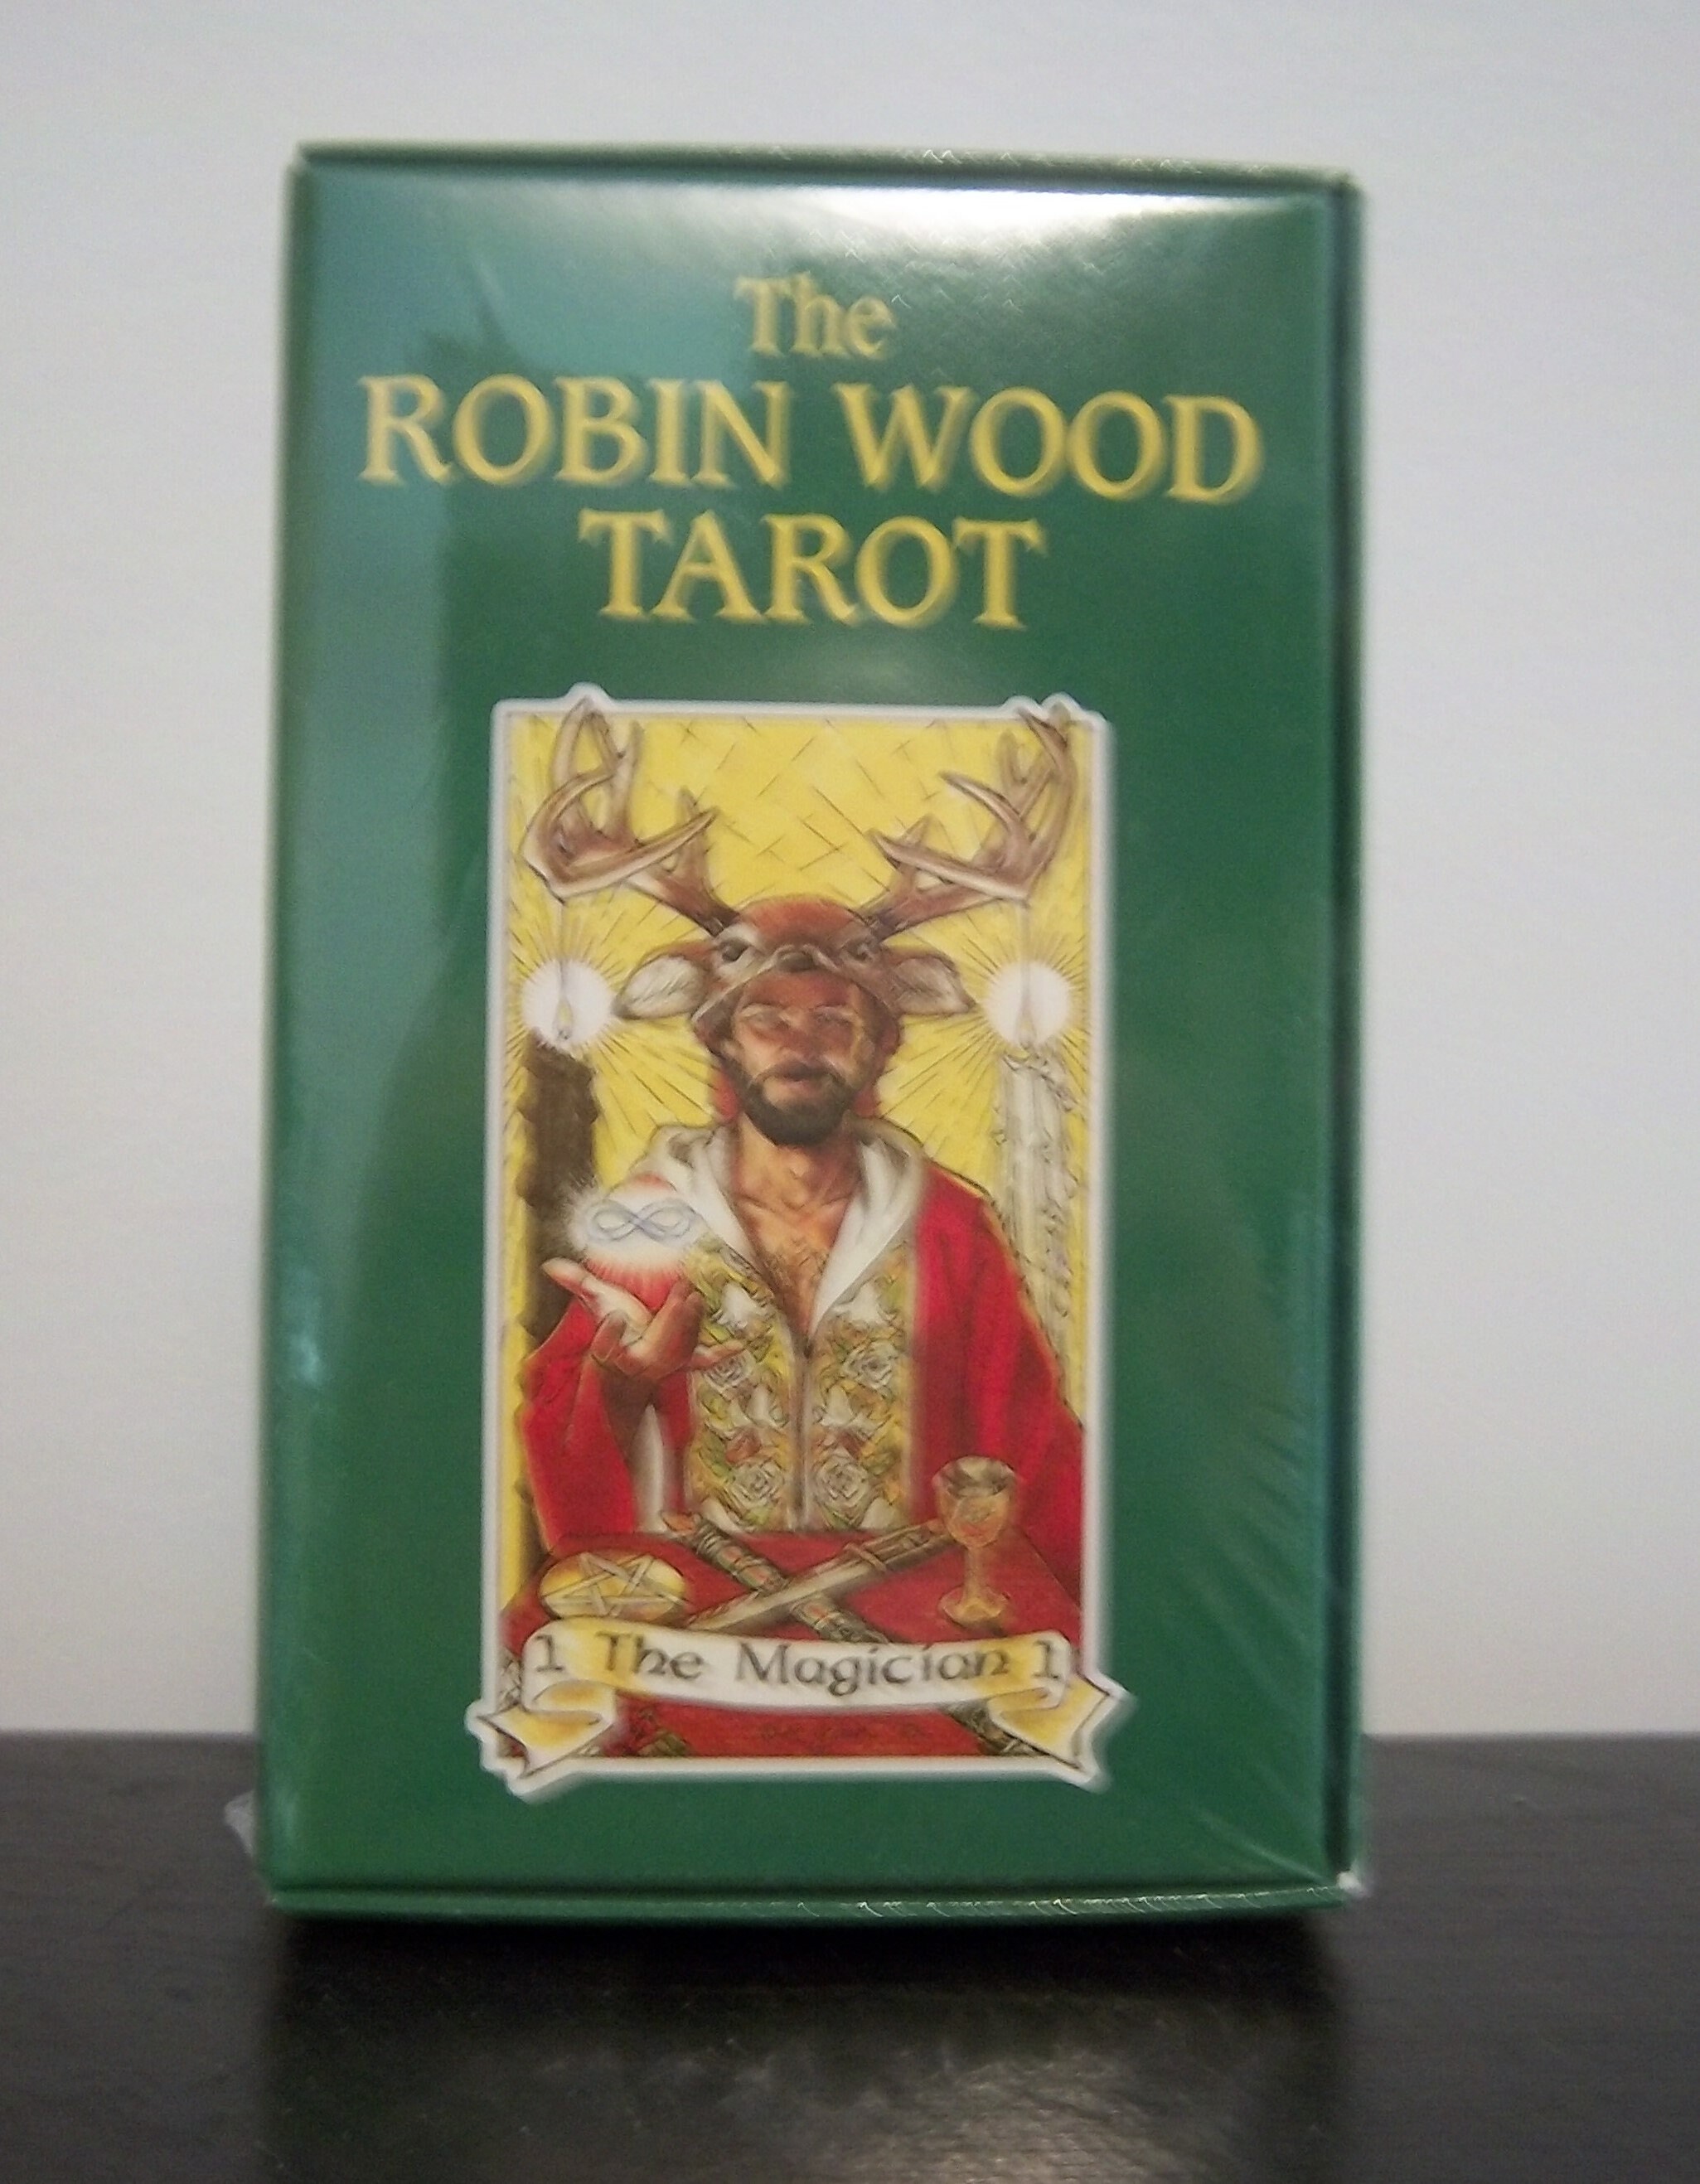 The
ROBIN WOOD
TAROT
1 The Magician 1